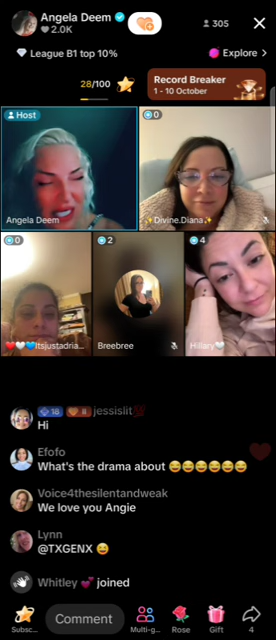 Angela Deem
2.0K
305
League B1 top 10%
Explore >
28/100
Record Breaker
1 - 10 October
Host
Angela Deem
0
✨Divine.Diana✨
0
❤️🤍💙Itsjustadria...
2
Breebree
4
Hillary🤍
18
II
jessislit💯
Hi
Efofo
What's the drama about 😂😂😂😂😂😂
Voice4thesilentandweak
We love you Angie
Lynn
@TXGENX 😂
Whitley 💕 joined
Subsc...
Comment
Multi-g...
Rose
Gift
4